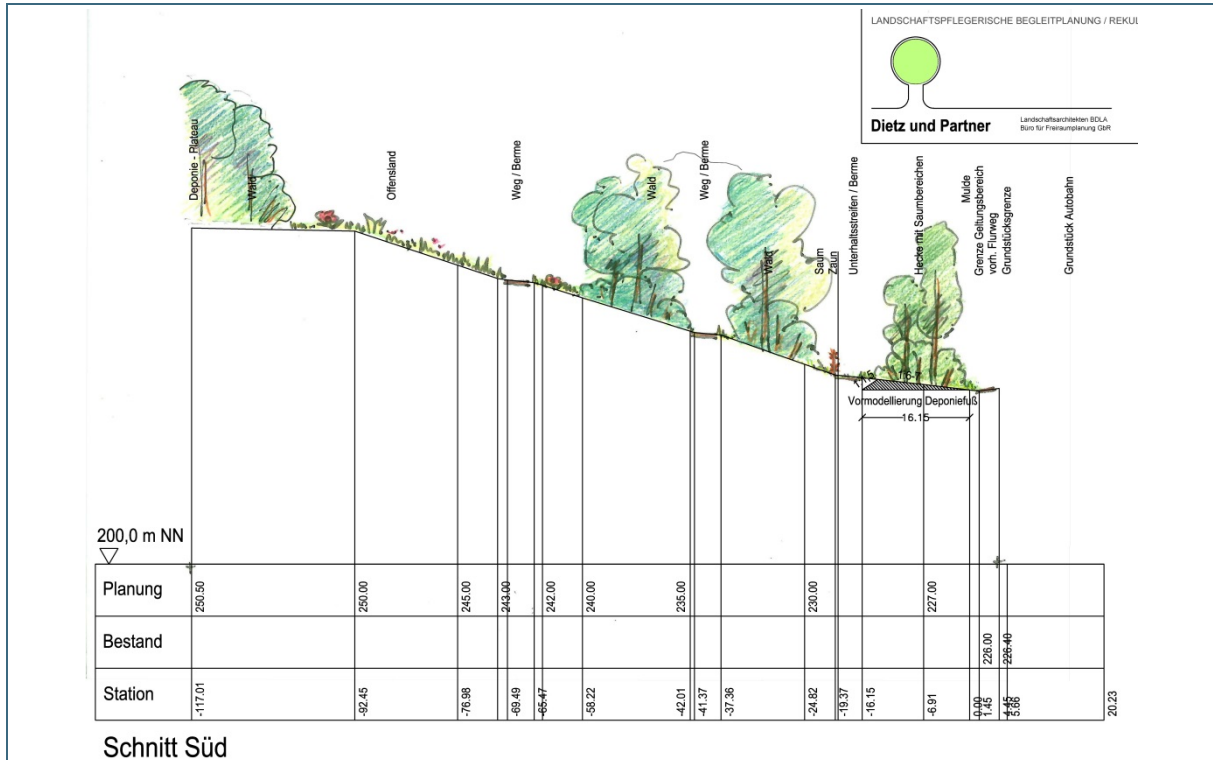 LANDSCHAFTSPFLEGERISCHE BEGLEITPLANUNG / REKUL
Dietz und Partner
Landschaftsarchitekten BDLA
Büro für Freiraumplanung GbR
Deponie - Plateau
Wald
Offensland
Weg / Berme
Wald
Weg / Berme
Wald
Saum
Zaun
Unterhaltsstreifen / Berme
Hecke mit Saumbereichen
Mulde
Grenze Geltungsbereich
vorh. Flurweg
Grundstücksgrenze
Grundstück Autobahn
Vormodellierung Deponiefuß
16.15
200,0 m NN
Planung
250.50
250.00
245.00
243.00
242.00
240.00
235.00
230.00
227.00
Bestand
226.00
226.40
Station
-117.01
-92.45
-76.98
-69.49
-65.47
-58.22
-42.01
-41.37
-37.36
-24.82
-19.37
-16.15
-6.91
0.00
1.45
4.45
5.66
20.23
Schnitt Süd